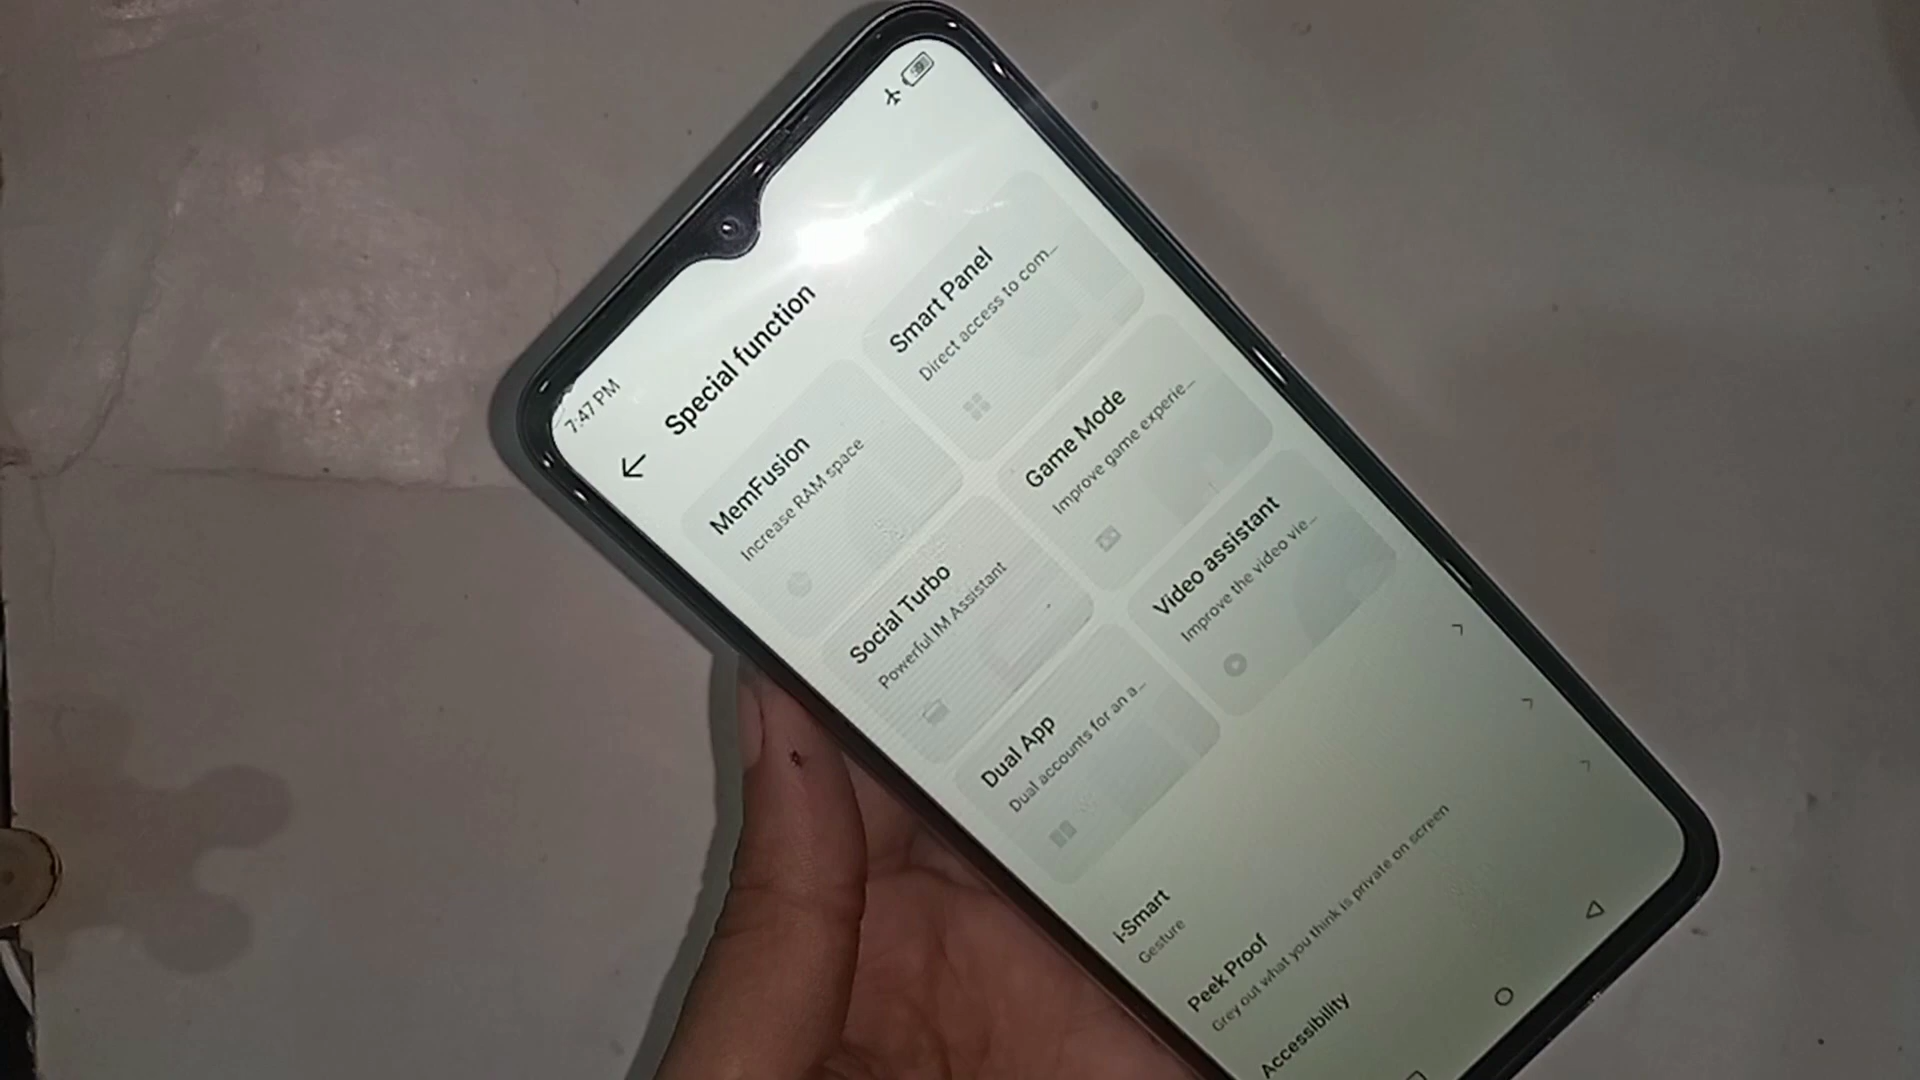 7:47 PM
Special function
MemFusion
Increase RAM space
Smart Panel
Direct access to com...
Social Turbo
Powerful IM Assistant
Game Mode
Improve game experie...
Dual App
Dual accounts for an a...
Video assistant
Improve the video vie...
i-Smart
Gesture
Peek Proof
Grey out what you think is private on screen
Accessibility